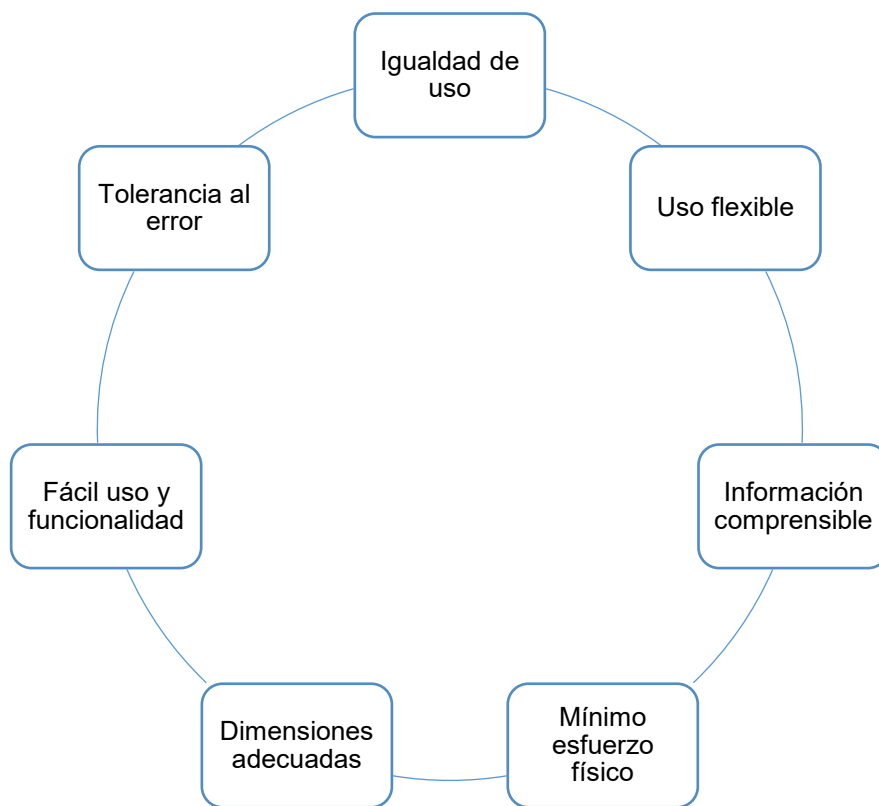 Igualdad de
uso
Uso flexible
Información
comprensible
Mínimo
esfuerzo
físico
Dimensiones
adecuadas
Fácil uso y
funcionalidad
Tolerancia al
error